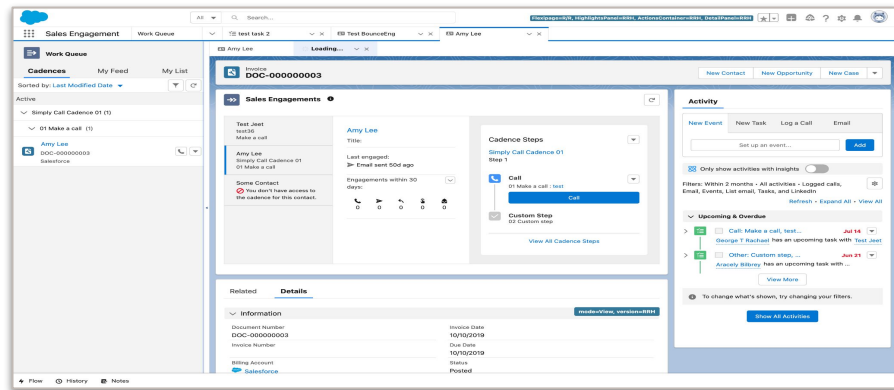 All
Search...
Flexipage=R/R, HighlightsPanel=RRH, ActionsContainer=RRH, DetailPanel=RRH
Sales Engagement
Work Queue
test task 2
Test BounceEng
Amy Lee
Work Queue
Cadences
My Feed
My List
Sorted by: Last Modified Date
Active
Simply Call Cadence 01 (1)
01 Make a call (1)
Amy Lee
DOC-000000003
Salesforce
Amy Lee
Loading...
Invoice
DOC-000000003
New Contact
New Opportunity
New Case
Sales Engagements
Test Jeet
test36
Make a call
Amy Lee
Simply Call Cadence 01
01 Make a call
Some Contact
You don't have access to
the cadence for this contact.
Amy Lee
Title:
Last engaged:
Email sent 50d ago
Engagements within 30
days:
0 0 0 0 0
Cadence Steps
Simply Call Cadence 01
Step 1
Call
01 Make a call : test
Call
Custom Step
02 Custom step
View All Cadence Steps
Related
Details
Information
mode=View, version=RRH
Document Number
DOC-000000003
Invoice Date
10/10/2019
Invoice Number
Due Date
10/10/2019
Billing Account
Salesforce
Status
Posted
Activity
New Event
New Task
Log a Call
Email
Set up an event...
Add
Only show activities with insights
Filters: Within 2 months • All activities • Logged calls,
Email, Events, List email, Tasks, and LinkedIn
Refresh • Expand All • View All
Upcoming & Overdue
Call: Make a call, test...
Jul 14
George T Rachael has an upcoming task with Test Jeet
Other: Custom step, ...
Jun 21
Aracely Bilbrey has an upcoming task with ...
View More
To change what's shown, try changing your filters.
Show All Activities
Flow
History
Notes